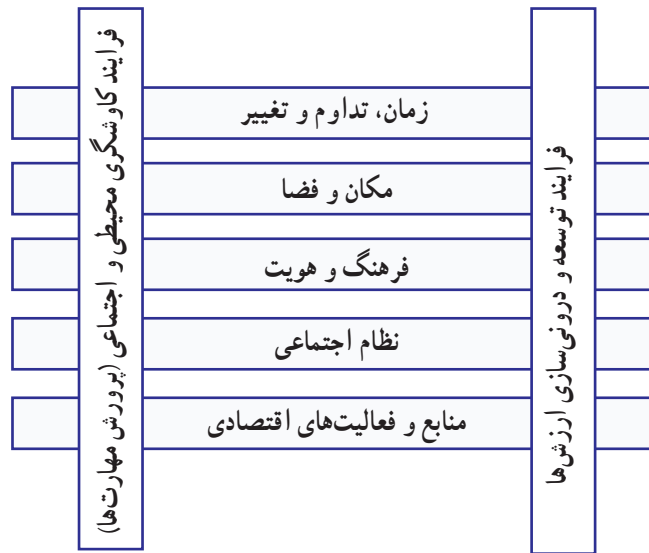 فرایند توسعه و درونی‌سازی ارزش‌ها
زمان، تداوم و تغییر
مکان و فضا
فرهنگ و هویت
نظام اجتماعی
منابع و فعالیت‌های اقتصادی
فرایند کاوشگری محیطی و اجتماعی (پرورش مهارت‌ها)